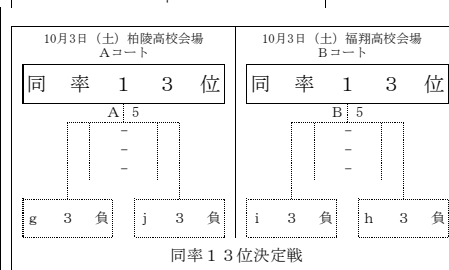 10月3日（土）柏陵高校会場
Aコート
同率１３位
A 5
－
－
－
g 3 負
j 3 負
10月3日（土）福翔高校会場
Bコート
同率１３位
B 5
－
－
－
i 3 負
h 3 負
同率１３位決定戦